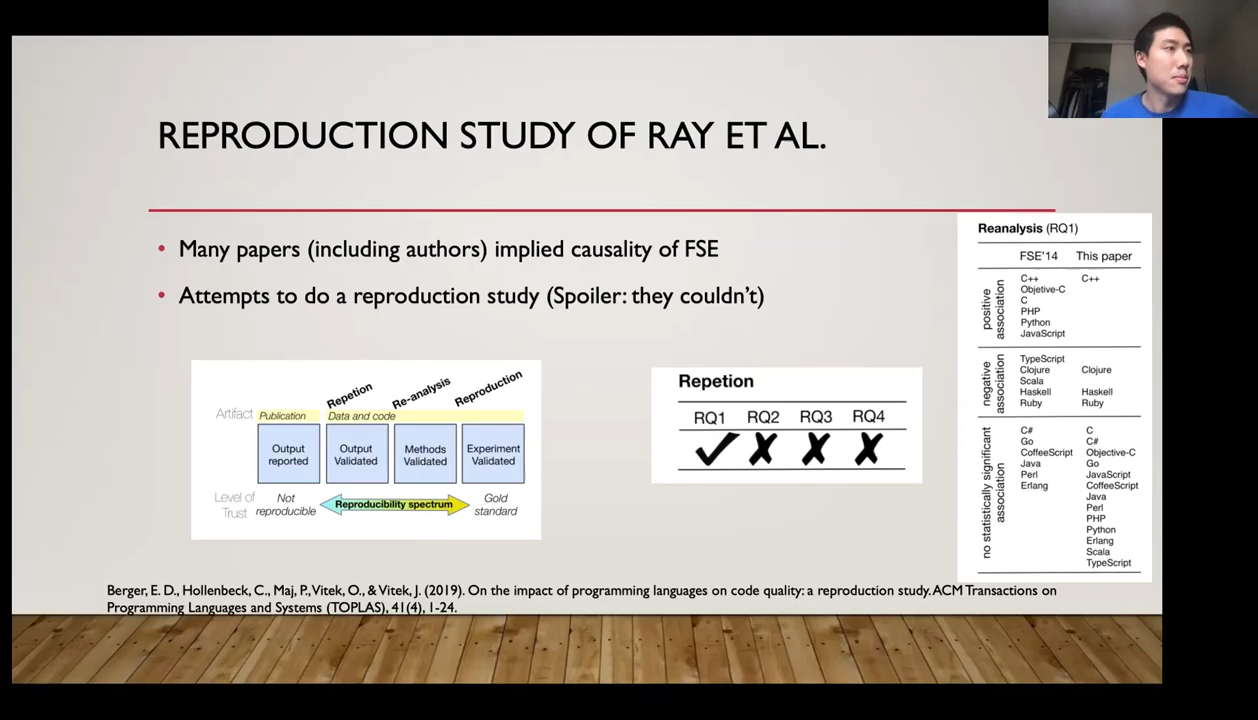 REPRODUCTION STUDY OF RAY ET AL.
• Many papers (including authors) implied causality of FSE
• Attempts to do a reproduction study (Spoiler: they couldn't)
Repetion
Re-analysis
Reproduction
Artifact
Publication
Data and code
Output
reported
Output
Validated
Methods
Validated
Experiment
Validated
Level of
Trust
Not
reproducible
Reproducibility spectrum
Gold
standard
Repetion
RQ1 RQ2 RQ3 RQ4
✓ ✗ ✗ ✗
Reanalysis (RQ1)
FSE'14 This paper
positive
association
C++ C++
Objetive-C
C
PHP
Python
JavaScript
negative
association
TypeScript
Clojure Clojure
Scala
Haskell Haskell
Ruby Ruby
no statistically significant
association
C# C
Go C#
CoffeeScript Objective-C
Java Go
Perl JavaScript
Erlang CoffeeScript
Java
Perl
PHP
Python
Erlang
Scala
TypeScript
Berger, E. D., Hollenbeck, C., Maj, P., Vitek, O., & Vitek, J. (2019). On the impact of programming languages on code quality: a reproduction study. ACM Transactions on
Programming Languages and Systems (TOPLAS), 41(4), 1-24.